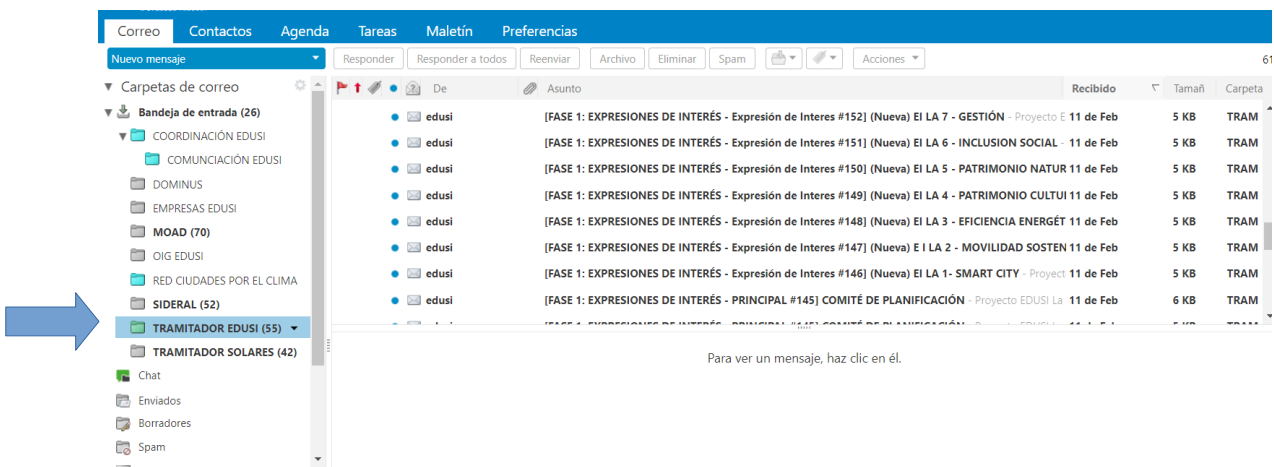 Correo Contactos Agenda Tareas Maletín Preferencias
Nuevo mensaje Responder Responder a todos Reenviar Archivo Eliminar Spam Acciones 61
Carpetas de correo
Bandeja de entrada (26)
COORDINACIÓN EDUSI
COMUNCIACIÓN EDUSI
DOMINUS
EMPRESAS EDUSI
MOAD (70)
OIG EDUSI
RED CIUDADES POR EL CLIMA
SIDERAL (52)
TRAMITADOR EDUSI (55)
TRAMITADOR SOLARES (42)
Chat
Enviados
Borradores
Spam
De Asunto Recibido Tamañ Carpeta
edusi [FASE 1: EXPRESIONES DE INTERÉS - Expresión de Interes #152] (Nueva) EI LA 7 - GESTIÓN - Proyecto E 11 de Feb 5 KB TRAM
edusi [FASE 1: EXPRESIONES DE INTERÉS - Expresión de Interes #151] (Nueva) EI LA 6 - INCLUSION SOCIAL - 11 de Feb 5 KB TRAM
edusi [FASE 1: EXPRESIONES DE INTERÉS - Expresión de Interes #150] (Nueva) EI LA 5 - PATRIMONIO NATUR 11 de Feb 5 KB TRAM
edusi [FASE 1: EXPRESIONES DE INTERÉS - Expresión de Interes #149] (Nueva) EI LA 4 - PATRIMONIO CULTUI 11 de Feb 5 KB TRAM
edusi [FASE 1: EXPRESIONES DE INTERÉS - Expresión de Interes #148] (Nueva) EI LA 3 - EFICIENCIA ENERGÉT 11 de Feb 5 KB TRAM
edusi [FASE 1: EXPRESIONES DE INTERÉS - Expresión de Interes #147] (Nueva) E I LA 2 - MOVILIDAD SOSTEN 11 de Feb 5 KB TRAM
edusi [FASE 1: EXPRESIONES DE INTERÉS - Expresión de Interes #146] (Nueva) EI LA 1- SMART CITY - Proyect 11 de Feb 5 KB TRAM
edusi [FASE 1: EXPRESIONES DE INTERÉS - PRINCIPAL #145] COMITÉ DE PLANIFICACIÓN - Proyecto EDUSI La 11 de Feb 6 KB TRAM
Para ver un mensaje, haz clic en él.